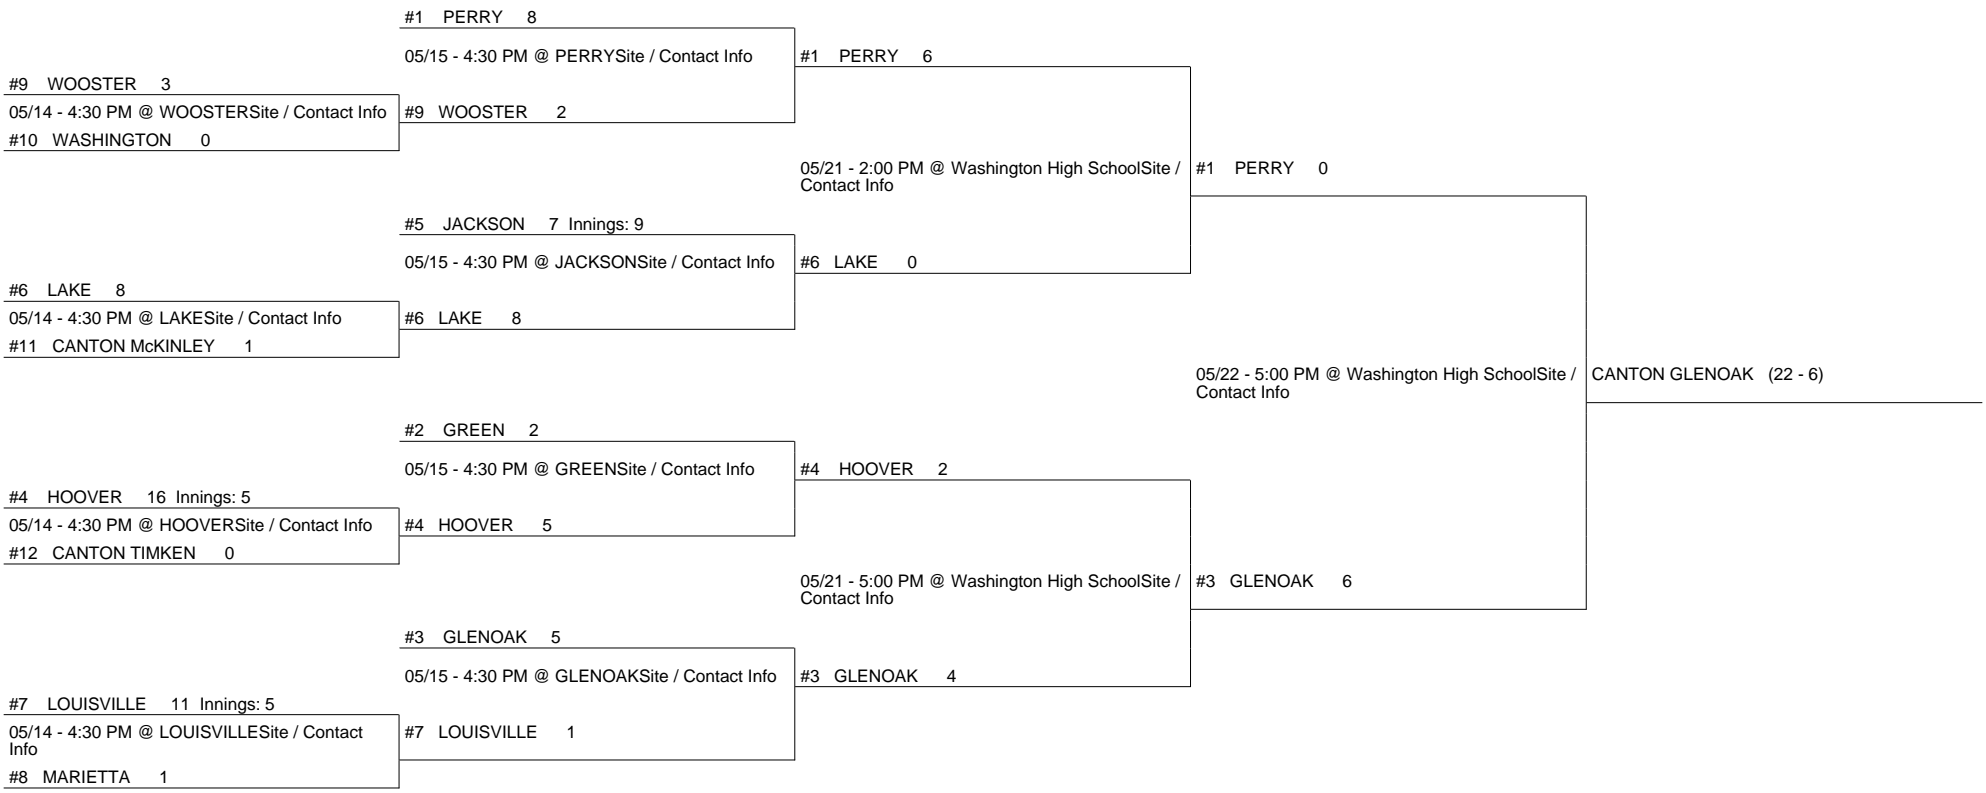 #1 PERRY 8
05/15 - 4:30 PM @ PERRYSite / Contact Info
#1 PERRY 6
#9 WOOSTER 3
05/14 - 4:30 PM @ WOOSTERSite / Contact Info
#9 WOOSTER 2
#10 WASHINGTON 0
05/21 - 2:00 PM @ Washington High SchoolSite /
Contact Info
#1 PERRY 0
#5 JACKSON 7 Innings: 9
05/15 - 4:30 PM @ JACKSONSite / Contact Info
#6 LAKE 0
#6 LAKE 8
05/14 - 4:30 PM @ LAKESite / Contact Info
#6 LAKE 8
#11 CANTON McKINLEY 1
05/22 - 5:00 PM @ Washington High SchoolSite /
Contact Info
CANTON GLENOAK (22 - 6)
#2 GREEN 2
05/15 - 4:30 PM @ GREENSite / Contact Info
#4 HOOVER 2
#4 HOOVER 16 Innings: 5
05/14 - 4:30 PM @ HOOVERSite / Contact Info
#4 HOOVER 5
#12 CANTON TIMKEN 0
05/21 - 5:00 PM @ Washington High SchoolSite /
Contact Info
#3 GLENOAK 6
#3 GLENOAK 5
05/15 - 4:30 PM @ GLENOAKSite / Contact Info
#3 GLENOAK 4
#7 LOUISVILLE 11 Innings: 5
05/14 - 4:30 PM @ LOUISVILLESite / Contact
Info
#7 LOUISVILLE 1
#8 MARIETTA 1